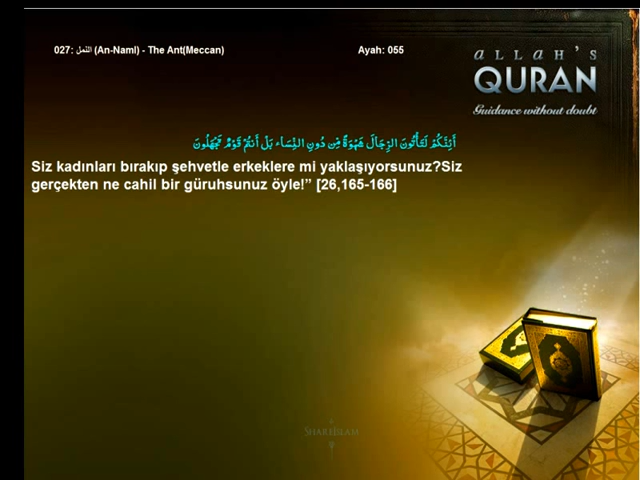 027: النمل (An-Naml) - The Ant(Meccan)
Ayah: 055
ALLAH'S
QURAN
Guidance without doubt
أَئِنَّكُمْ لَتَأْتُونَ الرِّجَالَ شَهْوَةً مِّن دُونِ النِّسَاء بَلْ أَنتُمْ قَوْمٌ تَجْهَلُونَ
Siz kadınları bırakıp şehvetle erkeklere mi yaklaşıyorsunuz?Siz
gerçekten ne cahil bir güruhsunuz öyle!” [26,165-166]
SHAREISLAM